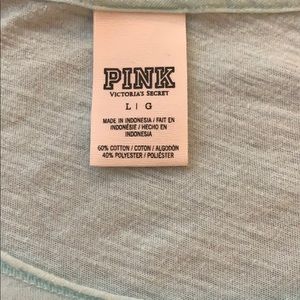 PINK
VICTORIA'S SECRET
L | G
MADE IN INDONESIA / FAIT EN
INDONÉSIE / HECHO EN
INDONESIA
60% COTTON / COTON / ALGODÓN
40% POLYESTER / POLIÉSTER